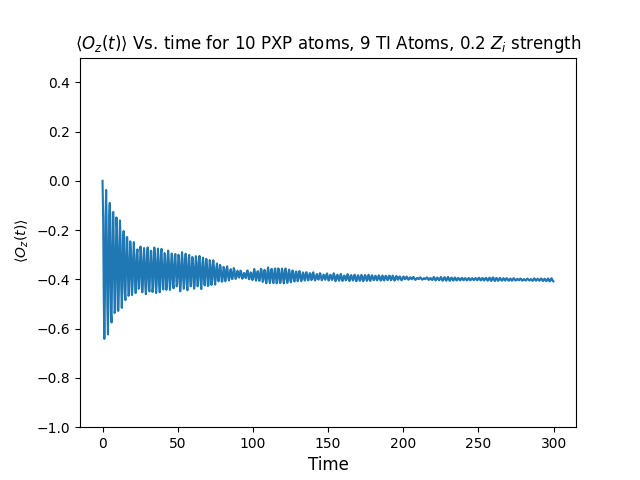 ⟨O_z(t)⟩ Vs. time for 10 PXP atoms, 9 TI Atoms, 0.2 Z_i strength
⟨O_z(t)⟩
0.4
0.2
0.0
−0.2
−0.4
−0.6
−0.8
−1.0
0 50 100 150 200 250 300
Time